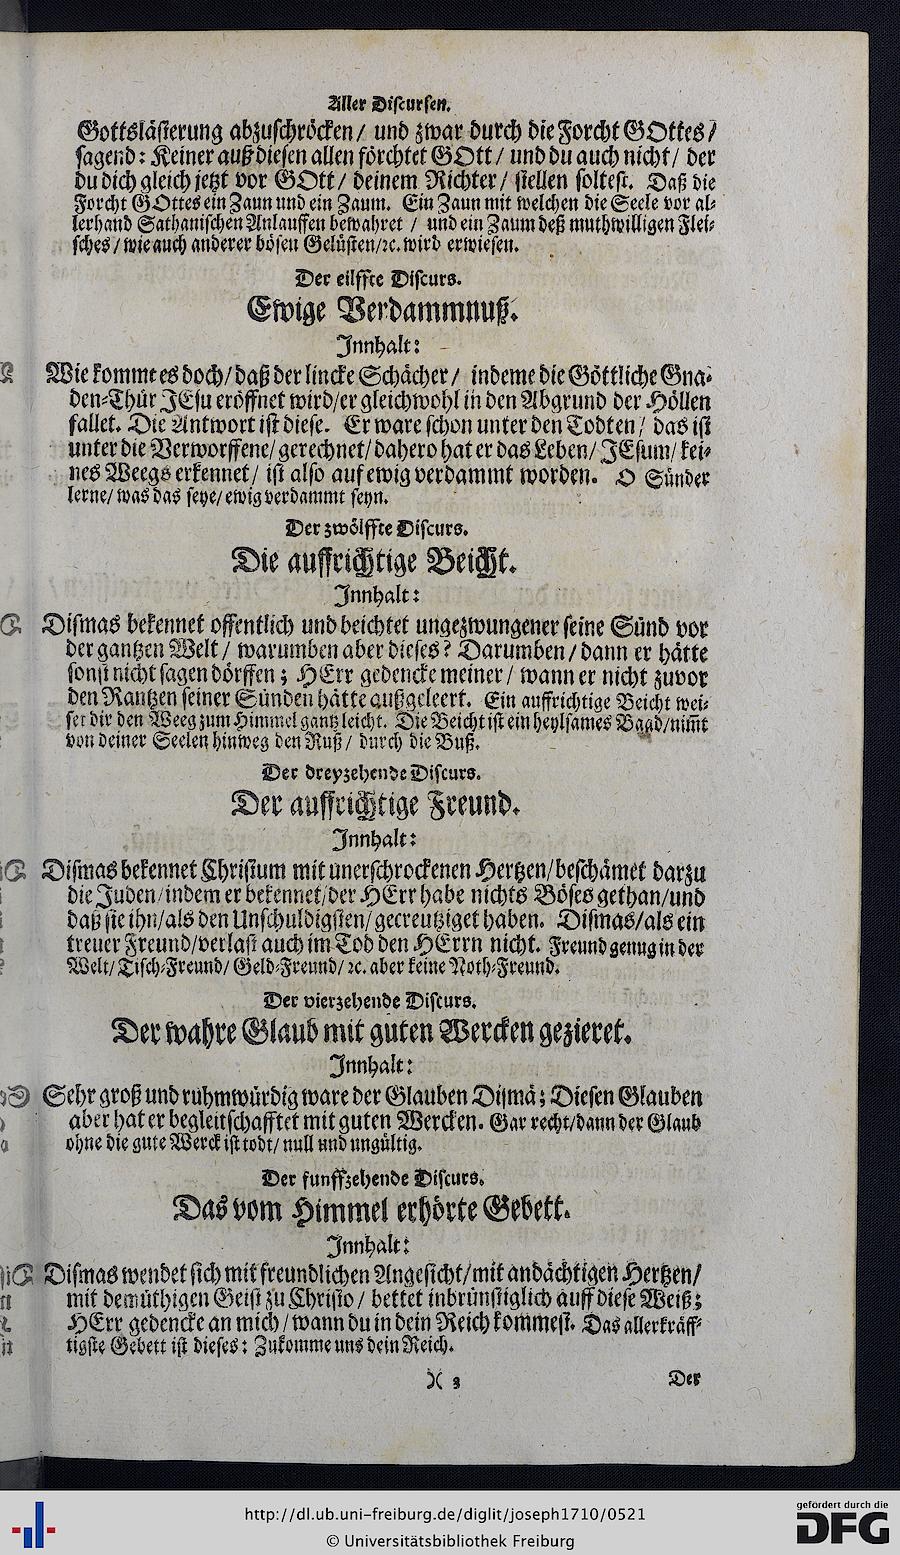 Aller Discursen.
Gottslästerung abzuschröcken / und zwar durch die Forcht GOttes /
sagend: Keiner auß diesen allen förchtet GOtt / und du auch nicht / der
du dich gleich jetzt vor GOtt / deinem Richter / stellen soltest. Daß die
Forcht GOttes ein Zaun und ein Zaum. Ein Zaun mit welchen die Seele vor al-
lerhand Sathanischen Anlauffen bewahret / und ein Zaum deß muthwilligen Flei-
sches / wie auch anderer bösen Gelüsten/ꝛc. wird erwiesen.
Der eilffte Discurs.
Ewige Verdammnuß.
Innhalt:
Wie kommt es doch/daß der lincke Schächer / indeme die Göttliche Gna-
den-Thür JEsu eröffnet wird/er gleichwohl in den Abgrund der Höllen
fallet. Die Antwort ist diese. Er ware schon unter den Todten / das ist
unter die Verworffene/gerechnet/dahero hat er das Leben/JEsum/kei-
nes Weegs erkennet / ist also auf ewig verdammt worden. O Sünder
lerne/was das seye/ewig verdammt seyn.
Der zwölffte Discurs.
Die auffrichtige Beicht.
Innhalt:
Dismas bekennet offentlich und beichtet ungezwungener seine Sünd vor
der gantzen Welt / warumben aber dieses? Darumben / dann er hätte
sonst nicht sagen dörffen; HErr gedencke meiner / wann er nicht zuvor
den Rantzen seiner Sünden hätte außgeleert. Ein auffrichtige Beicht wei-
set dir den Weeg zum Himmel gantz leicht. Die Beicht ist ein heylsames Baad/nim̄t
von deiner Seelen hinweg den Ruß / durch die Buß.
Der dreyzehende Discurs.
Der auffrichtige Freund.
Innhalt:
Dismas bekennet Christum mit unerschrockenen Hertzen/beschämet darzu
die Juden/indem er bekennet/der HErr habe nichts Böses gethan/und
daß sie ihn/als den Unschuldigsten/gecreutziget haben. Dismas/als ein
treuer Freund/verlast auch im Tod den HErrn nicht. Freund genug in der
Welt/Tisch-Freund/Geld-Freund/ꝛc. aber keine Noth-Freund.
Der vierzehende Discurs.
Der wahre Glaub mit guten Wercken gezieret.
Innhalt:
Sehr groß und ruhmwürdig ware der Glauben Dismä; Diesen Glauben
aber hat er begleitschafftet mit guten Wercken. Gar recht/dann der Glaub
ohne die gute Werck ist todt/null und ungültig.
Der funffzehende Discurs.
Das vom Himmel erhörte Gebett.
Innhalt:
Dismas wendet sich mit freundlichen Angesicht/mit andächtigen Hertzen/
mit demüthigen Geist zu Christo / bettet inbrünstiglich auff diese Weiß;
HErr gedencke an mich / wann du in dein Reich kommest. Das allerkräff-
tigste Gebett ist dieses: Zukomme uns dein Reich.
)( 3 Der
http://dl.ub.uni-freiburg.de/diglit/joseph1710/0521
© Universitätsbibliothek Freiburg
gefördert durch die
DFG